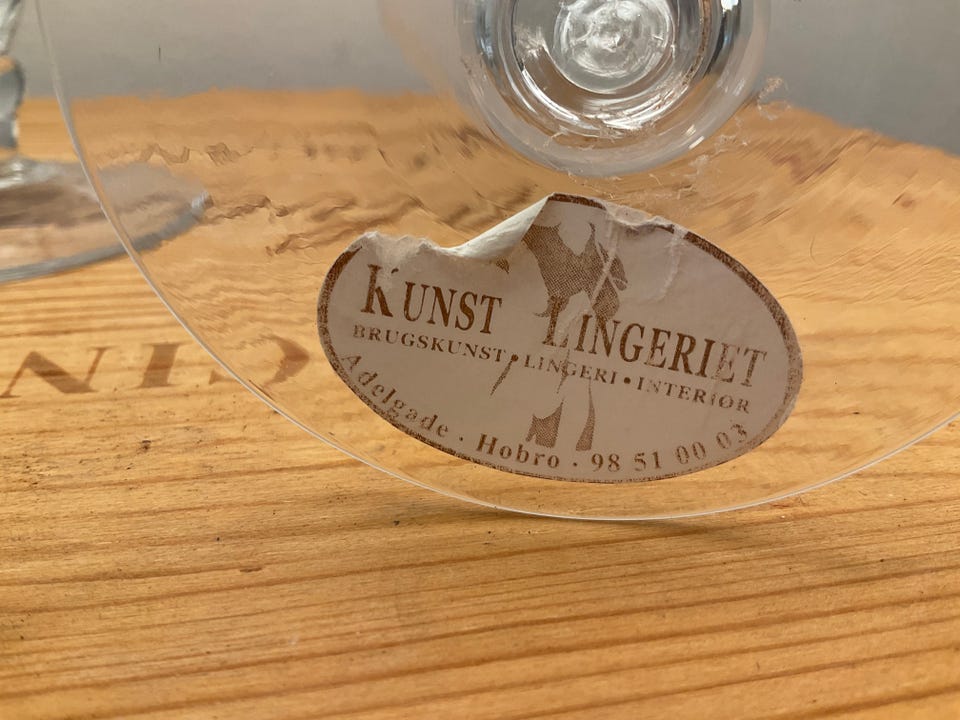 KUNST LINGERIET
BRUGSKUNST • LINGERI • INTERIØR
Adelgade · Hobro · 98 51 00 03